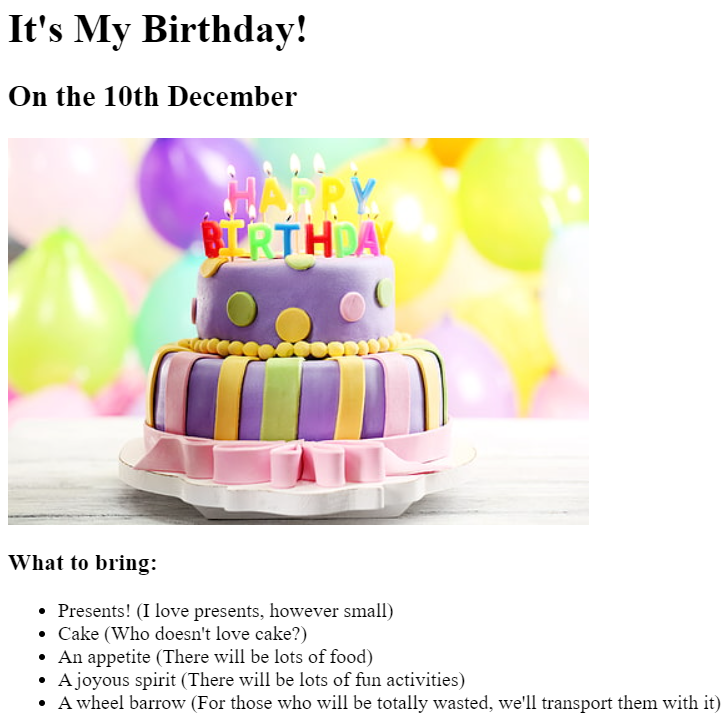 It's My Birthday!
On the 10th December
HAPPY
BIRTHDAY
What to bring:
Presents! (I love presents, however small)
Cake (Who doesn't love cake?)
An appetite (There will be lots of food)
A joyous spirit (There will be lots of fun activities)
A wheel barrow (For those who will be totally wasted, we'll transport them with it)